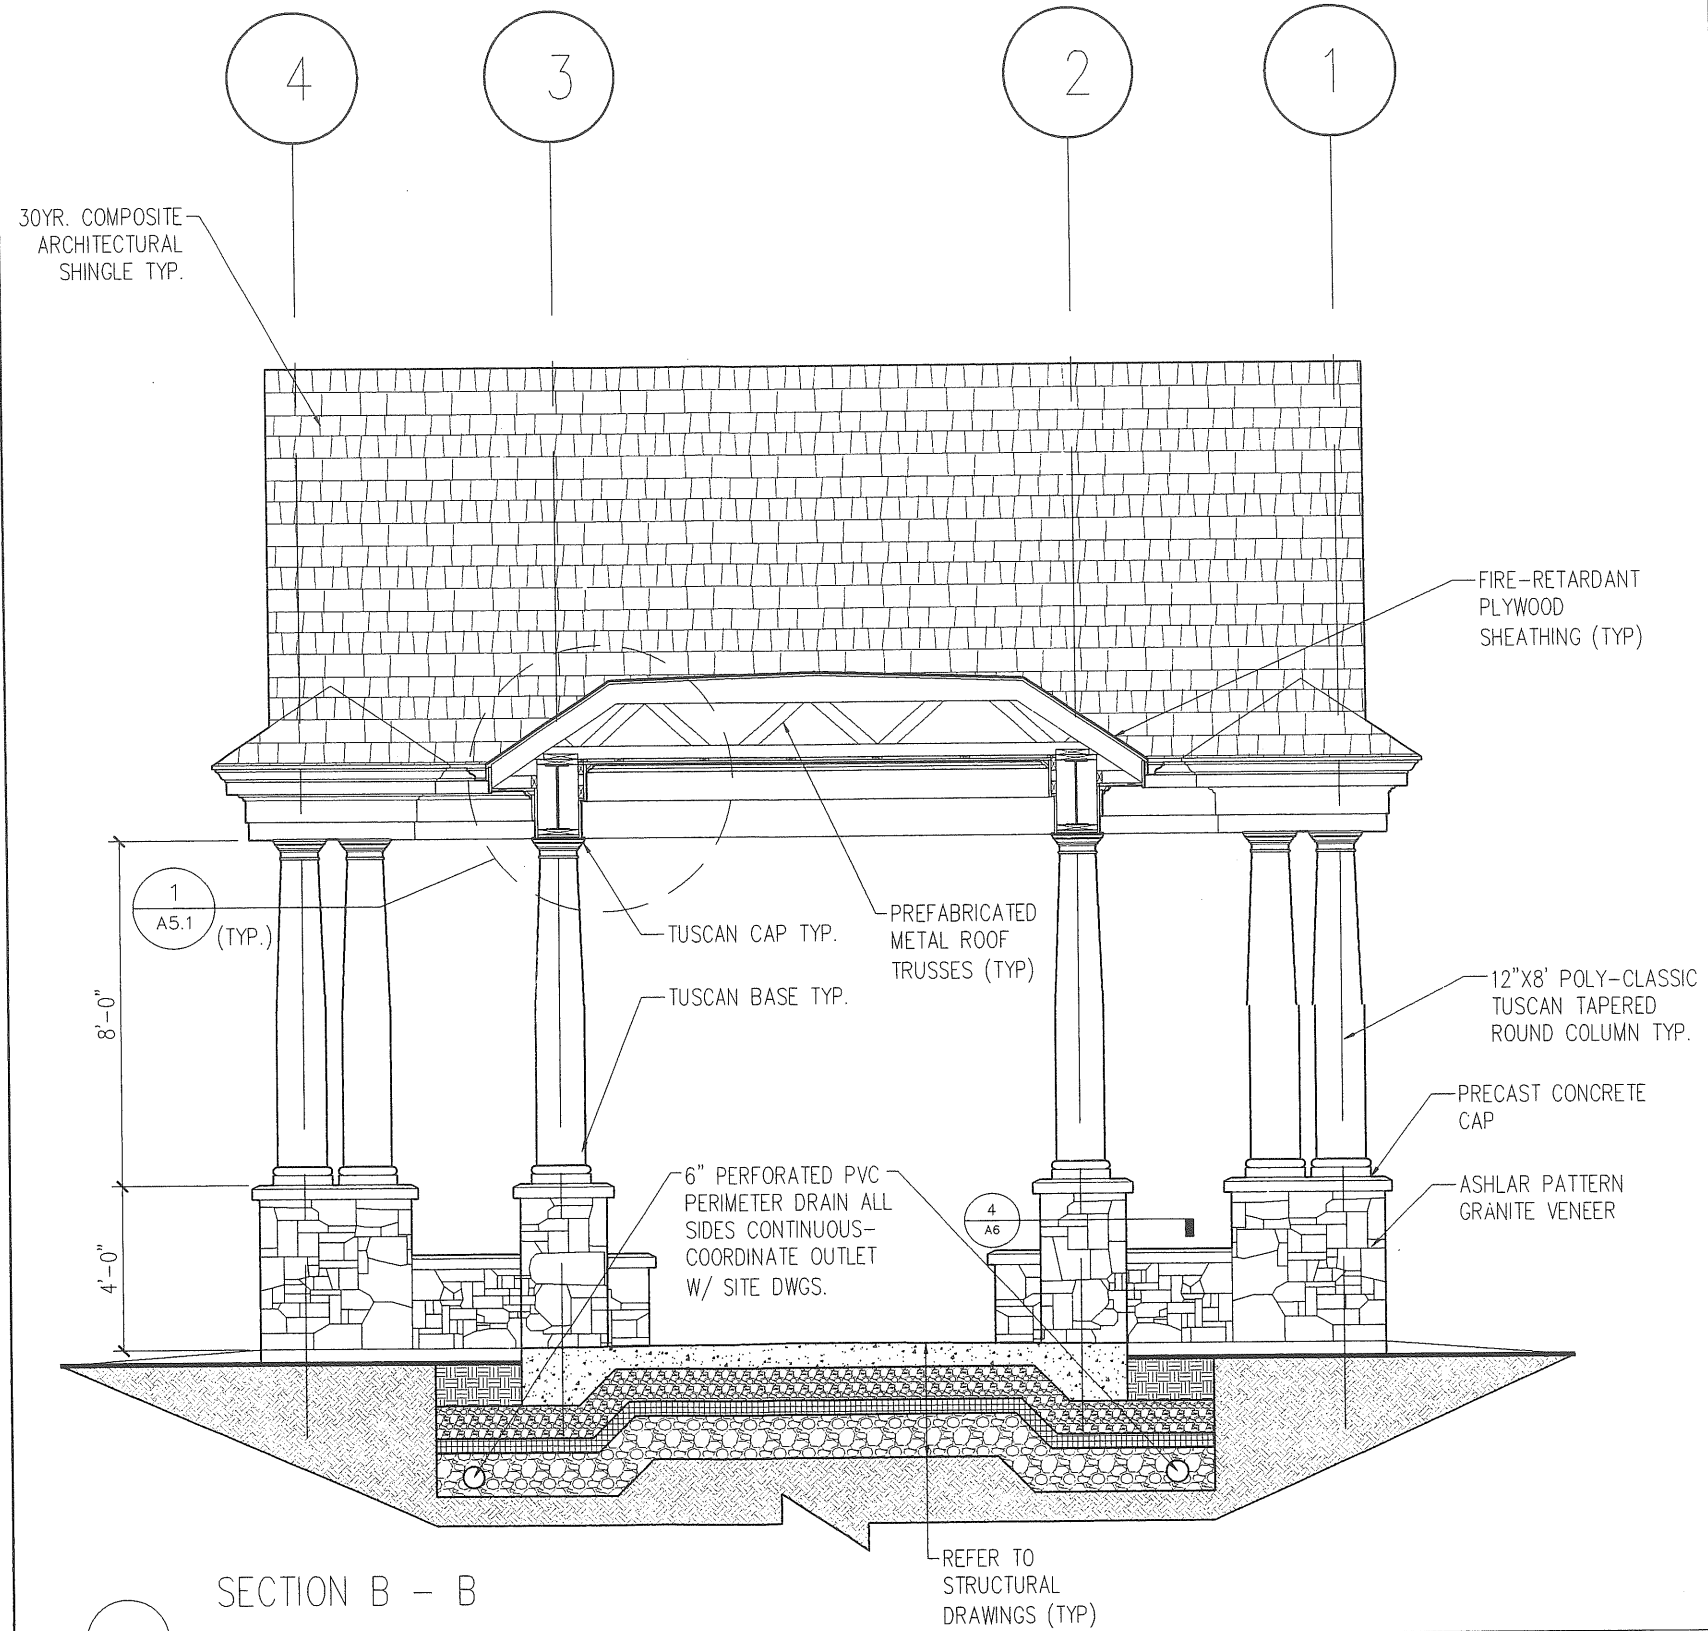 4
3
2
1
30YR. COMPOSITE
ARCHITECTURAL
SHINGLE TYP.
FIRE-RETARDANT
PLYWOOD
SHEATHING (TYP)
1
A5.1
(TYP.)
8'-0"
4'-0"
TUSCAN CAP TYP.
PREFABRICATED
METAL ROOF
TRUSSES (TYP)
TUSCAN BASE TYP.
12"X8' POLY-CLASSIC
TUSCAN TAPERED
ROUND COLUMN TYP.
PRECAST CONCRETE
CAP
6" PERFORATED PVC
PERIMETER DRAIN ALL
SIDES CONTINUOUS-
COORDINATE OUTLET
W/ SITE DWGS.
4
A6
ASHLAR PATTERN
GRANITE VENEER
REFER TO
STRUCTURAL
DRAWINGS (TYP)
SECTION B - B